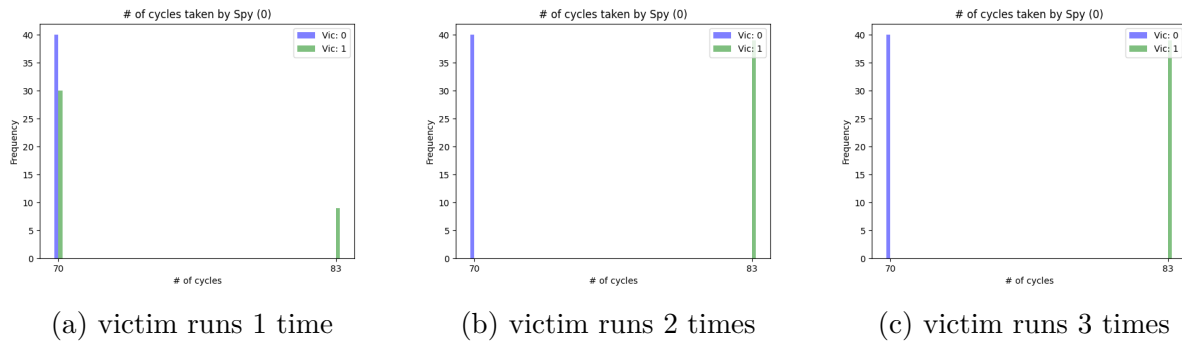 # of cycles taken by Spy (0)
Vic: 0
Vic: 1
40
35
30
25
20
15
10
5
0
Frequency
70
83
# of cycles
(a) victim runs 1 time
# of cycles taken by Spy (0)
Vic: 0
Vic: 1
40
35
30
25
20
15
10
5
0
Frequency
70
83
# of cycles
(b) victim runs 2 times
# of cycles taken by Spy (0)
Vic: 0
Vic: 1
40
35
30
25
20
15
10
5
0
Frequency
70
83
# of cycles
(c) victim runs 3 times